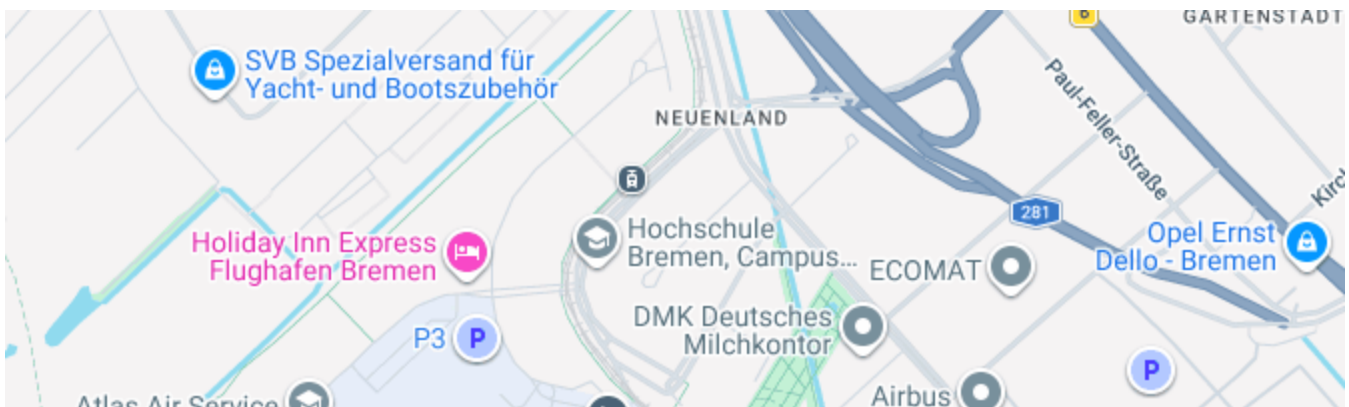 6
GARTENSTADT
SVB Spezialversand für
Yacht- und Bootszubehör
Paul-Feller-Straße
NEUENLAND
281
Hochschule
Bremen, Campus...
Holiday Inn Express
Flughafen Bremen
Opel Ernst
Dello - Bremen
ECOMAT
DMK Deutsches
Milchkontor
P3
P
P
Airbus
Atlas Air Service